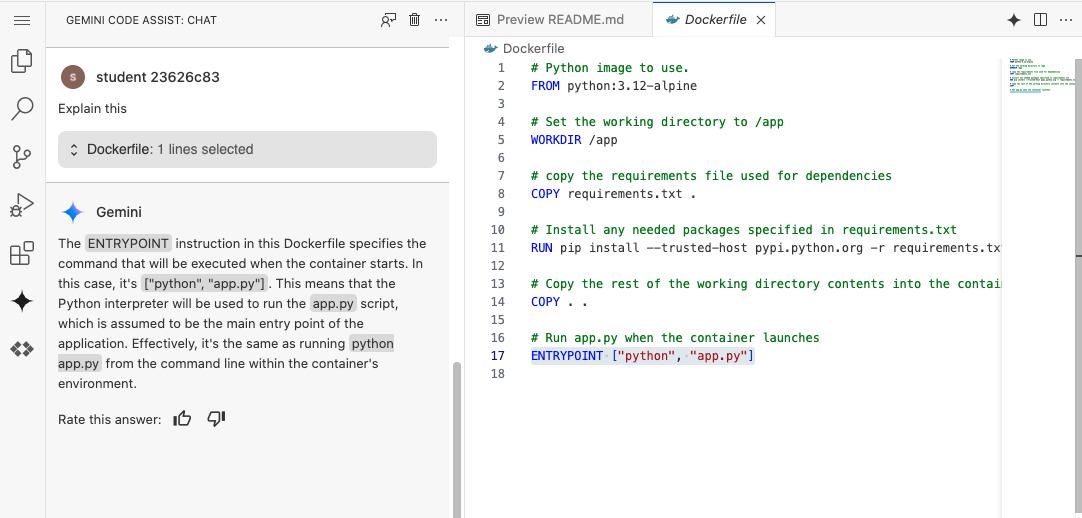 GEMINI CODE ASSIST: CHAT
s
student 23626c83
Explain this
Dockerfile: 1 lines selected
Gemini
The ENTRYPOINT instruction in this Dockerfile specifies the
command that will be executed when the container starts. In
this case, it's ["python", "app.py"]. This means that the
Python interpreter will be used to run the app.py script,
which is assumed to be the main entry point of the
application. Effectively, it's the same as running python
app.py from the command line within the container's
environment.
Rate this answer:
Preview README.md
Dockerfile
Dockerfile
1 # Python image to use.
2 FROM python:3.12-alpine
3
4 # Set the working directory to /app
5 WORKDIR /app
6
7 # copy the requirements file used for dependencies
8 COPY requirements.txt .
9
10 # Install any needed packages specified in requirements.txt
11 RUN pip install --trusted-host pypi.python.org -r requirements.tx
12
13 # Copy the rest of the working directory contents into the contai
14 COPY . .
15
16 # Run app.py when the container launches
17 ENTRYPOINT ["python", "app.py"]
18